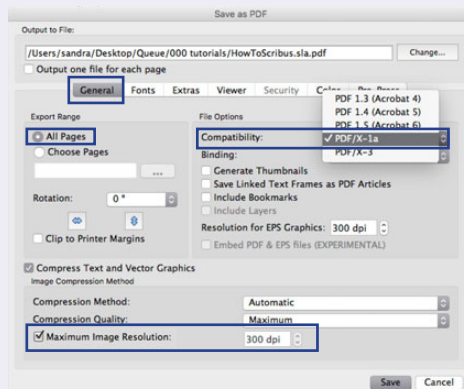 Save as PDF
Output to File:
/Users/sandra/Desktop/Queue/000 tutorials/HowToScribus.sla.pdf Change...
Output one file for each page
General Fonts Extras Viewer Security Color Pre-Press
Export Range
All Pages
Choose Pages
...
Rotation: 0°
Clip to Printer Margins
File Options
Compatibility:
PDF 1.3 (Acrobat 4)
PDF 1.4 (Acrobat 5)
PDF 1.5 (Acrobat 6)
✓ PDF/X-1a
PDF/X-3
Binding:
Generate Thumbnails
Save Linked Text Frames as PDF Articles
Include Bookmarks
Include Layers
Resolution for EPS Graphics: 300 dpi
Embed PDF & EPS files (EXPERIMENTAL)
Compress Text and Vector Graphics
Image Compression Method
Compression Method: Automatic
Compression Quality: Maximum
Maximum Image Resolution: 300 dpi
Save Cancel